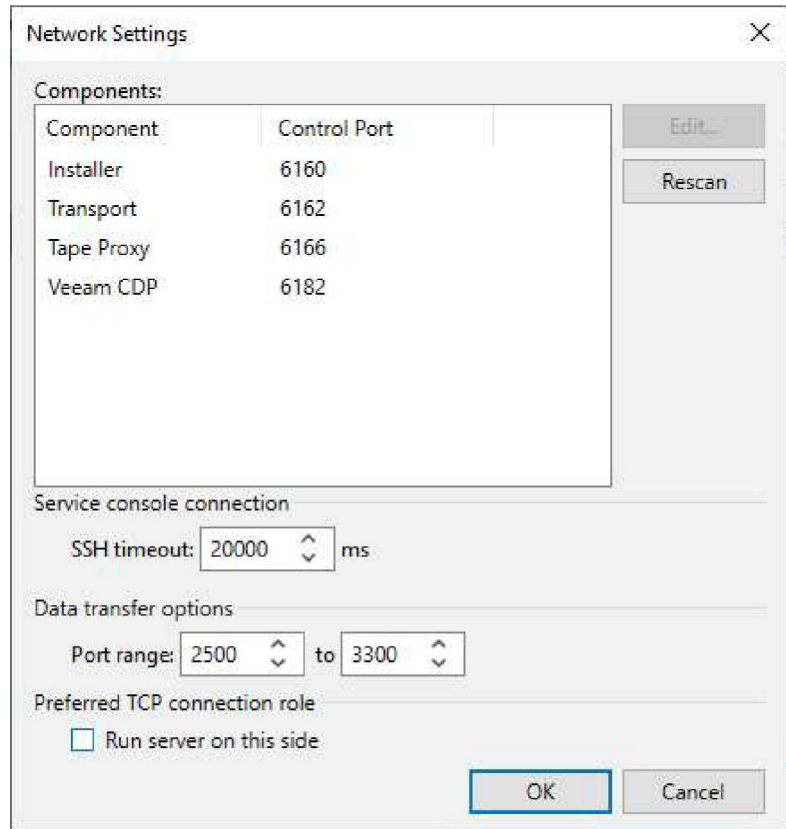 Network Settings
Components:
Component Control Port
Edit...
Installer 6160
Rescan
Transport 6162
Tape Proxy 6166
Veeam CDP 6182
Service console connection
SSH timeout: 20000 ms
Data transfer options
Port range: 2500 to 3300
Preferred TCP connection role
Run server on this side
OK Cancel